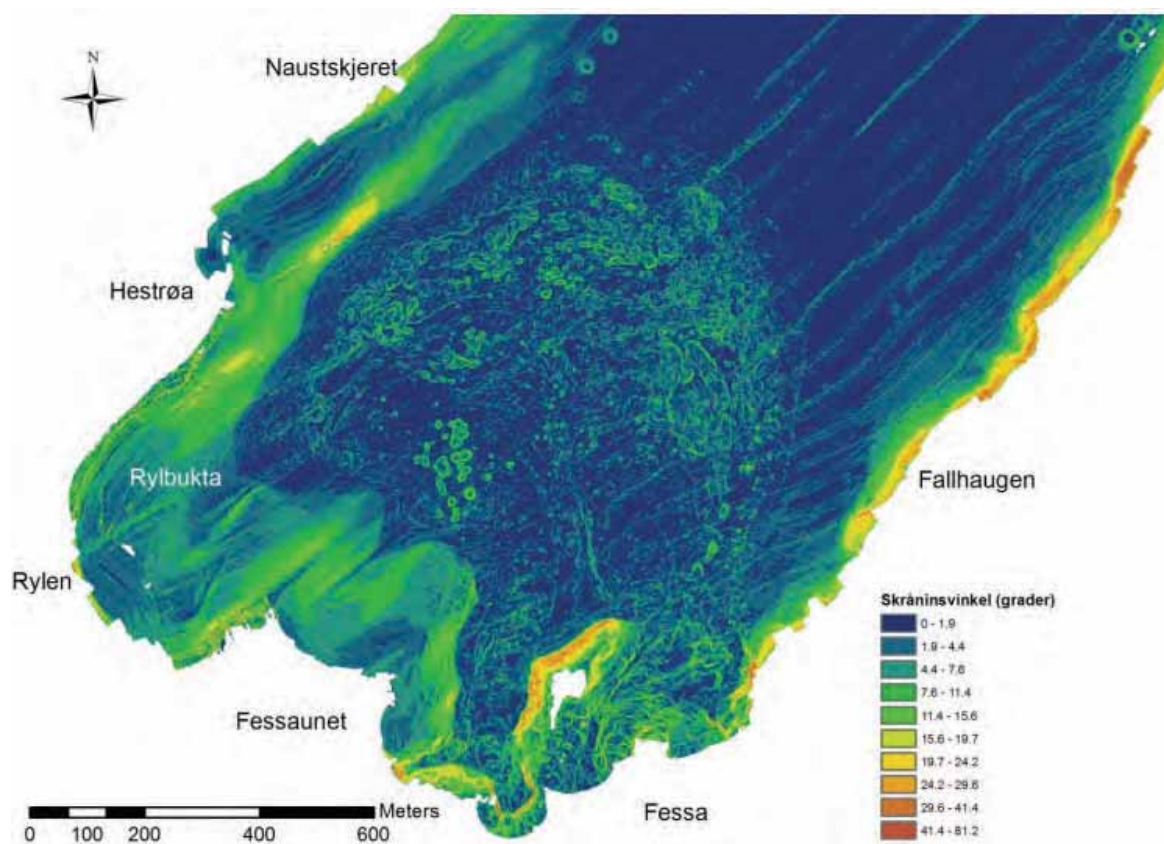 Naustskjeret
N
Hestrøa
Rylbukta
Fallhaugen
Rylen
Skråninsvinkel (grader)
0 - 1.9
1.9 - 4.4
4.4 - 7.6
7.6 - 11.4
11.4 - 15.6
15.6 - 19.7
19.7 - 24.2
24.2 - 29.6
29.6 - 41.4
41.4 - 81.2
Fessaunet
Fessa
Meters
0 100 200 400 600